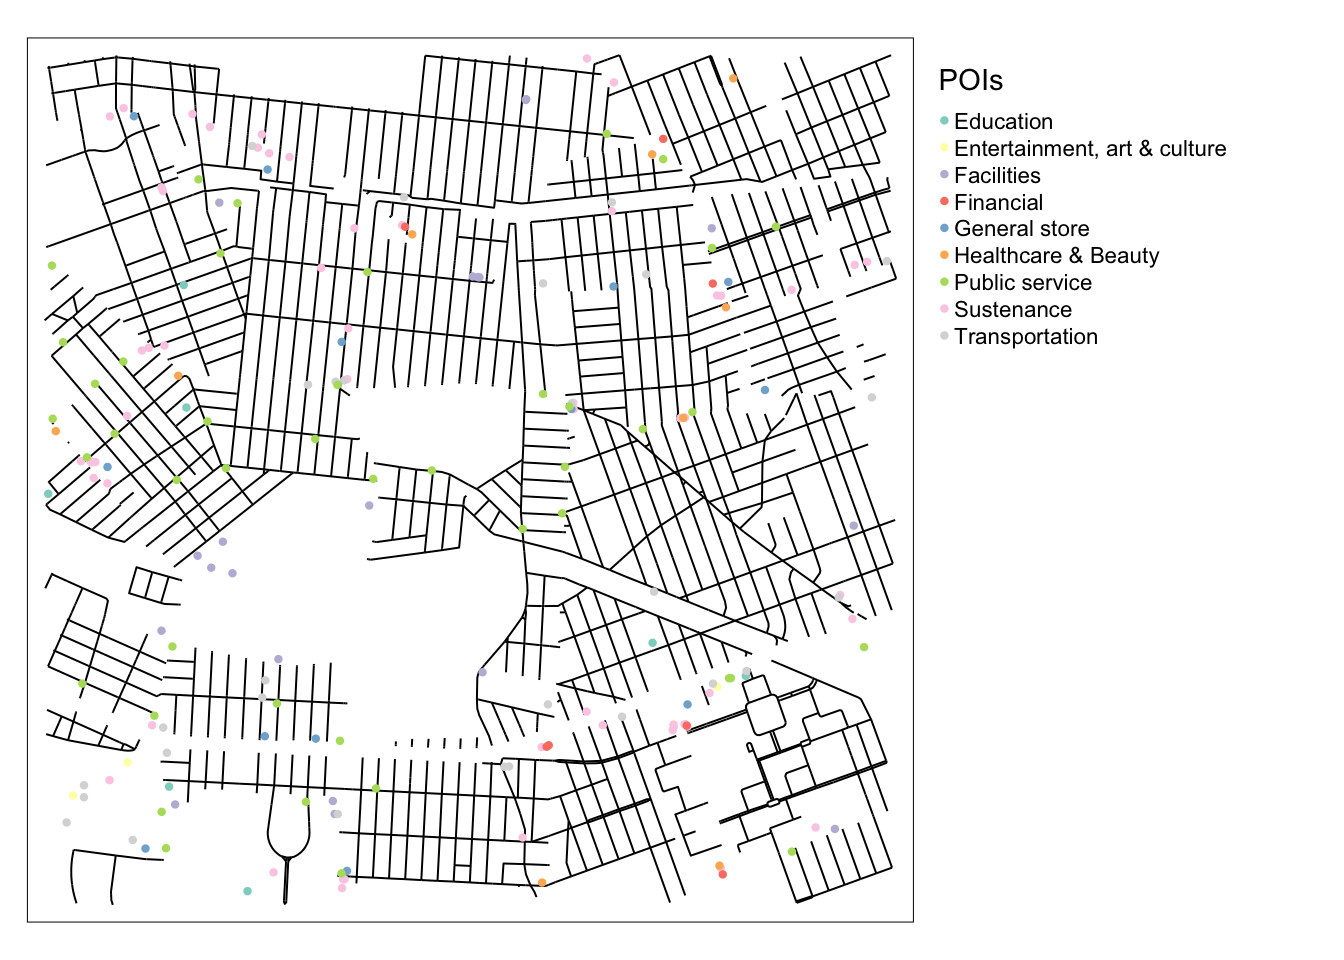 POIs
Education
Entertainment, art & culture
Facilities
Financial
General store
Healthcare & Beauty
Public service
Sustenance
Transportation